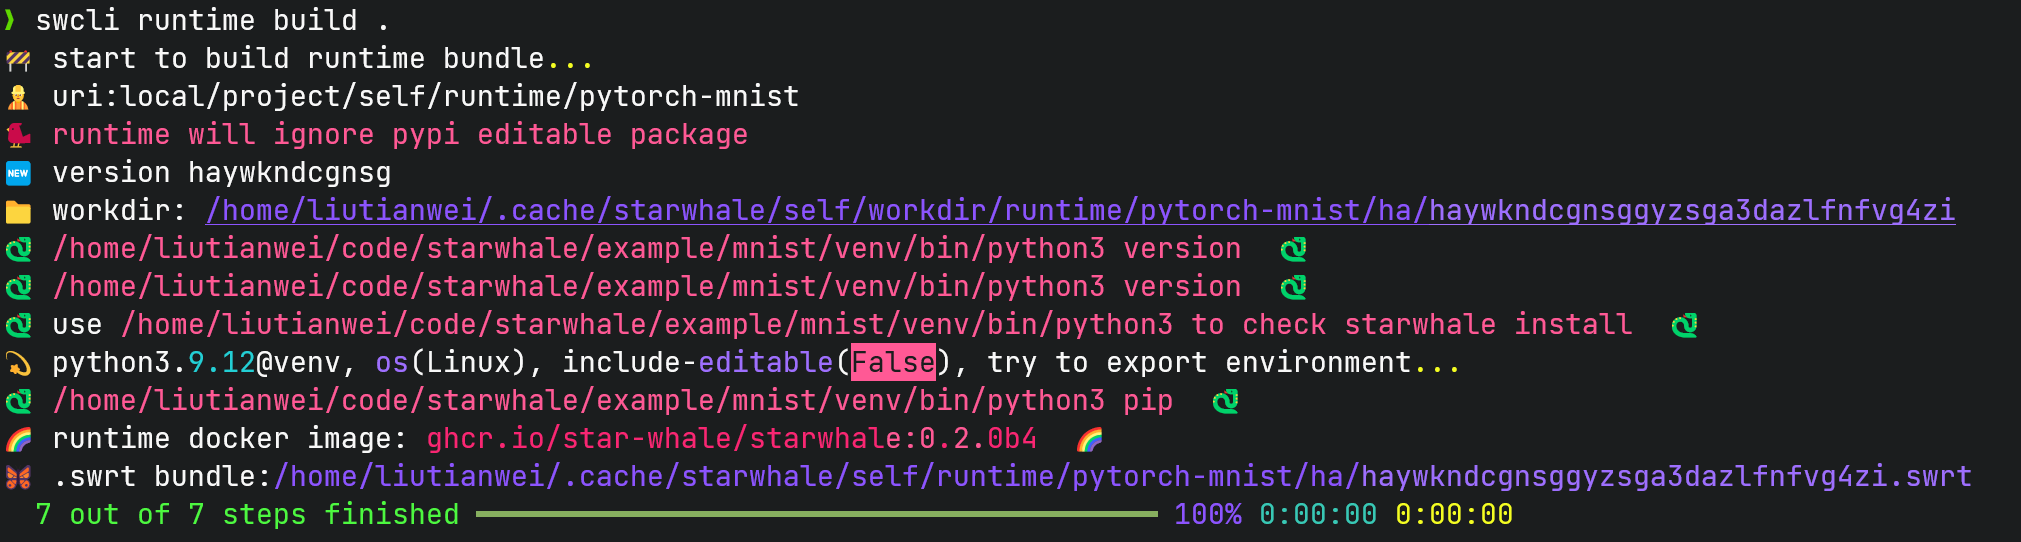 ❯ swcli runtime build .
🚧 start to build runtime bundle...
👷 uri:local/project/self/runtime/pytorch-mnist
🐦 runtime will ignore pypi editable package
🆕 version haywkndcgnsg
📁 workdir: /home/liutianwei/.cache/starwhale/self/workdir/runtime/pytorch-mnist/ha/haywkndcgnsggyzsga3dazlfnfvg4zi
🐍 /home/liutianwei/code/starwhale/example/mnist/venv/bin/python3 version 🐍
🐍 /home/liutianwei/code/starwhale/example/mnist/venv/bin/python3 version 🐍
🐍 use /home/liutianwei/code/starwhale/example/mnist/venv/bin/python3 to check starwhale install 🐍
💫 python3.9.12@venv, os(Linux), include-editable(False), try to export environment...
🐍 /home/liutianwei/code/starwhale/example/mnist/venv/bin/python3 pip 🐍
🌈 runtime docker image: ghcr.io/star-whale/starwhale:0.2.0b4 🌈
🦋 .swrt bundle:/home/liutianwei/.cache/starwhale/self/runtime/pytorch-mnist/ha/haywkndcgnsggyzsga3dazlfnfvg4zi.swrt
7 out of 7 steps finished 100% 0:00:00 0:00:00